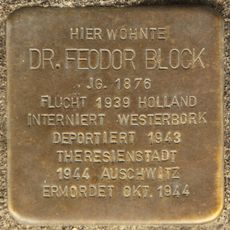 HIER WOHNTE
DR. FEODOR BLOCK
JG. 1876
FLUCHT 1939 HOLLAND
INTERNIERT WESTERBORK
DEPORTIERT 1943
THERESIENSTADT
1944 AUSCHWITZ
ERMORDET OKT. 1944